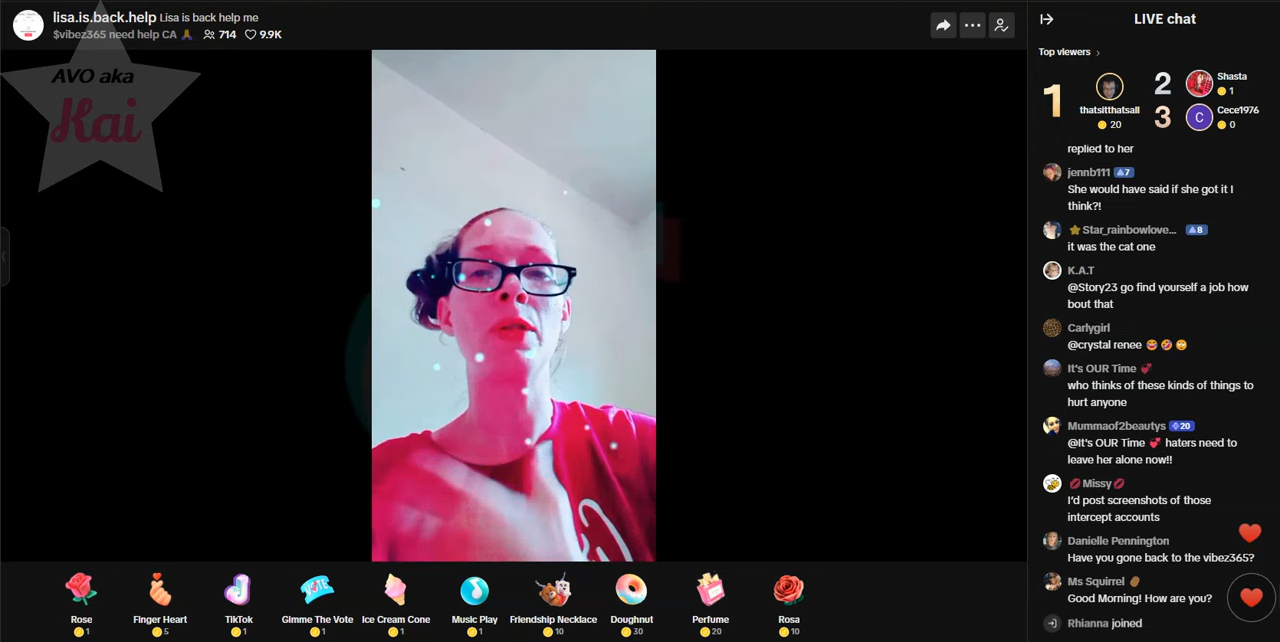 lisa.is.back.help Lisa is back help me
$vibez365 need help CA 714 9.9K
AVO aka
Kai
LIVE chat
Top viewers >
1
thatsitthatsall
20
2
Shasta
1
3
C
Cece1976
0
replied to her
jennb111 7
She would have said if she got it I
think?!
Star_rainbowlove... 8
it was the cat one
K.A.T
@Story23 go find yourself a job how
bout that
Carlygirl
@crystal renee 😂 🤣 🙄
It's OUR Time 💞
who thinks of these kinds of things to
hurt anyone
Mummaof2beautys 20
@It's OUR Time 💞 haters need to
leave her alone now!!
💋Missy💋
I'd post screenshots of those
intercept accounts
Danielle Pennington
Have you gone back to the vibez365?
Ms Squirrel
Good Morning! How are you?
Rhianna joined
Rose
1
Finger Heart
5
TikTok
1
VOTE
Gimme The Vote
1
Ice Cream Cone
1
Music Play
1
Friendship Necklace
10
Doughnut
30
Perfume
20
Rosa
10